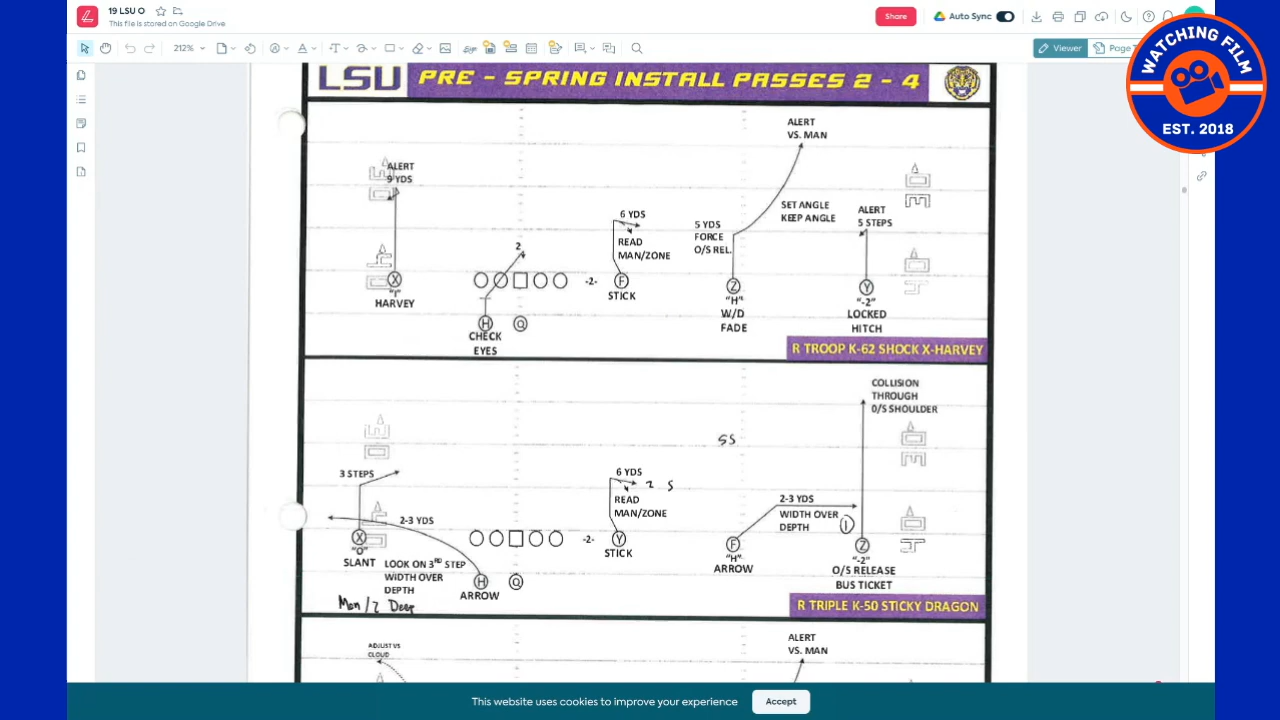 19 LSU O
This file is stored on Google Drive
Share
Auto Sync
212%
Viewer
Page
WATCHING FILM
EST. 2018
LSU
PRE - SPRING INSTALL PASSES 2 - 4
ALERT
VS. MAN
ALERT
9 YDS
SET ANGLE
KEEP ANGLE
ALERT
5 STEPS
6 YDS
READ
MAN/ZONE
5 YDS
FORCE
O/S REL.
2
X
-2-
F
STICK
Z
"H"
W/D
FADE
Y
"-2"
LOCKED
HITCH
HARVEY
H
Q
CHECK
EYES
R TROOP K-62 SHOCK X-HARVEY
COLLISION
THROUGH
O/S SHOULDER
SS
3 STEPS
6 YDS
2 S
READ
MAN/ZONE
2-3 YDS
WIDTH OVER
DEPTH
1
2-3 YDS
X
"O"
SLANT
LOOK ON 3RD STEP
WIDTH OVER
DEPTH
Man/2 Deep
H
Q
ARROW
-2-
Y
STICK
F
"H"
ARROW
Z
"-2"
O/S RELEASE
BUS TICKET
R TRIPLE K-50 STICKY DRAGON
ADJUST VS
CLOUD
ALERT
VS. MAN
This website uses cookies to improve your experience
Accept